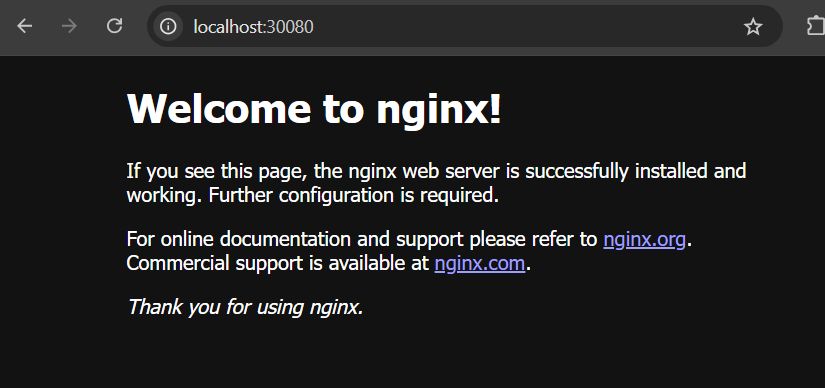 localhost:30080
Welcome to nginx!
If you see this page, the nginx web server is successfully installed and
working. Further configuration is required.
For online documentation and support please refer to nginx.org.
Commercial support is available at nginx.com.
Thank you for using nginx.